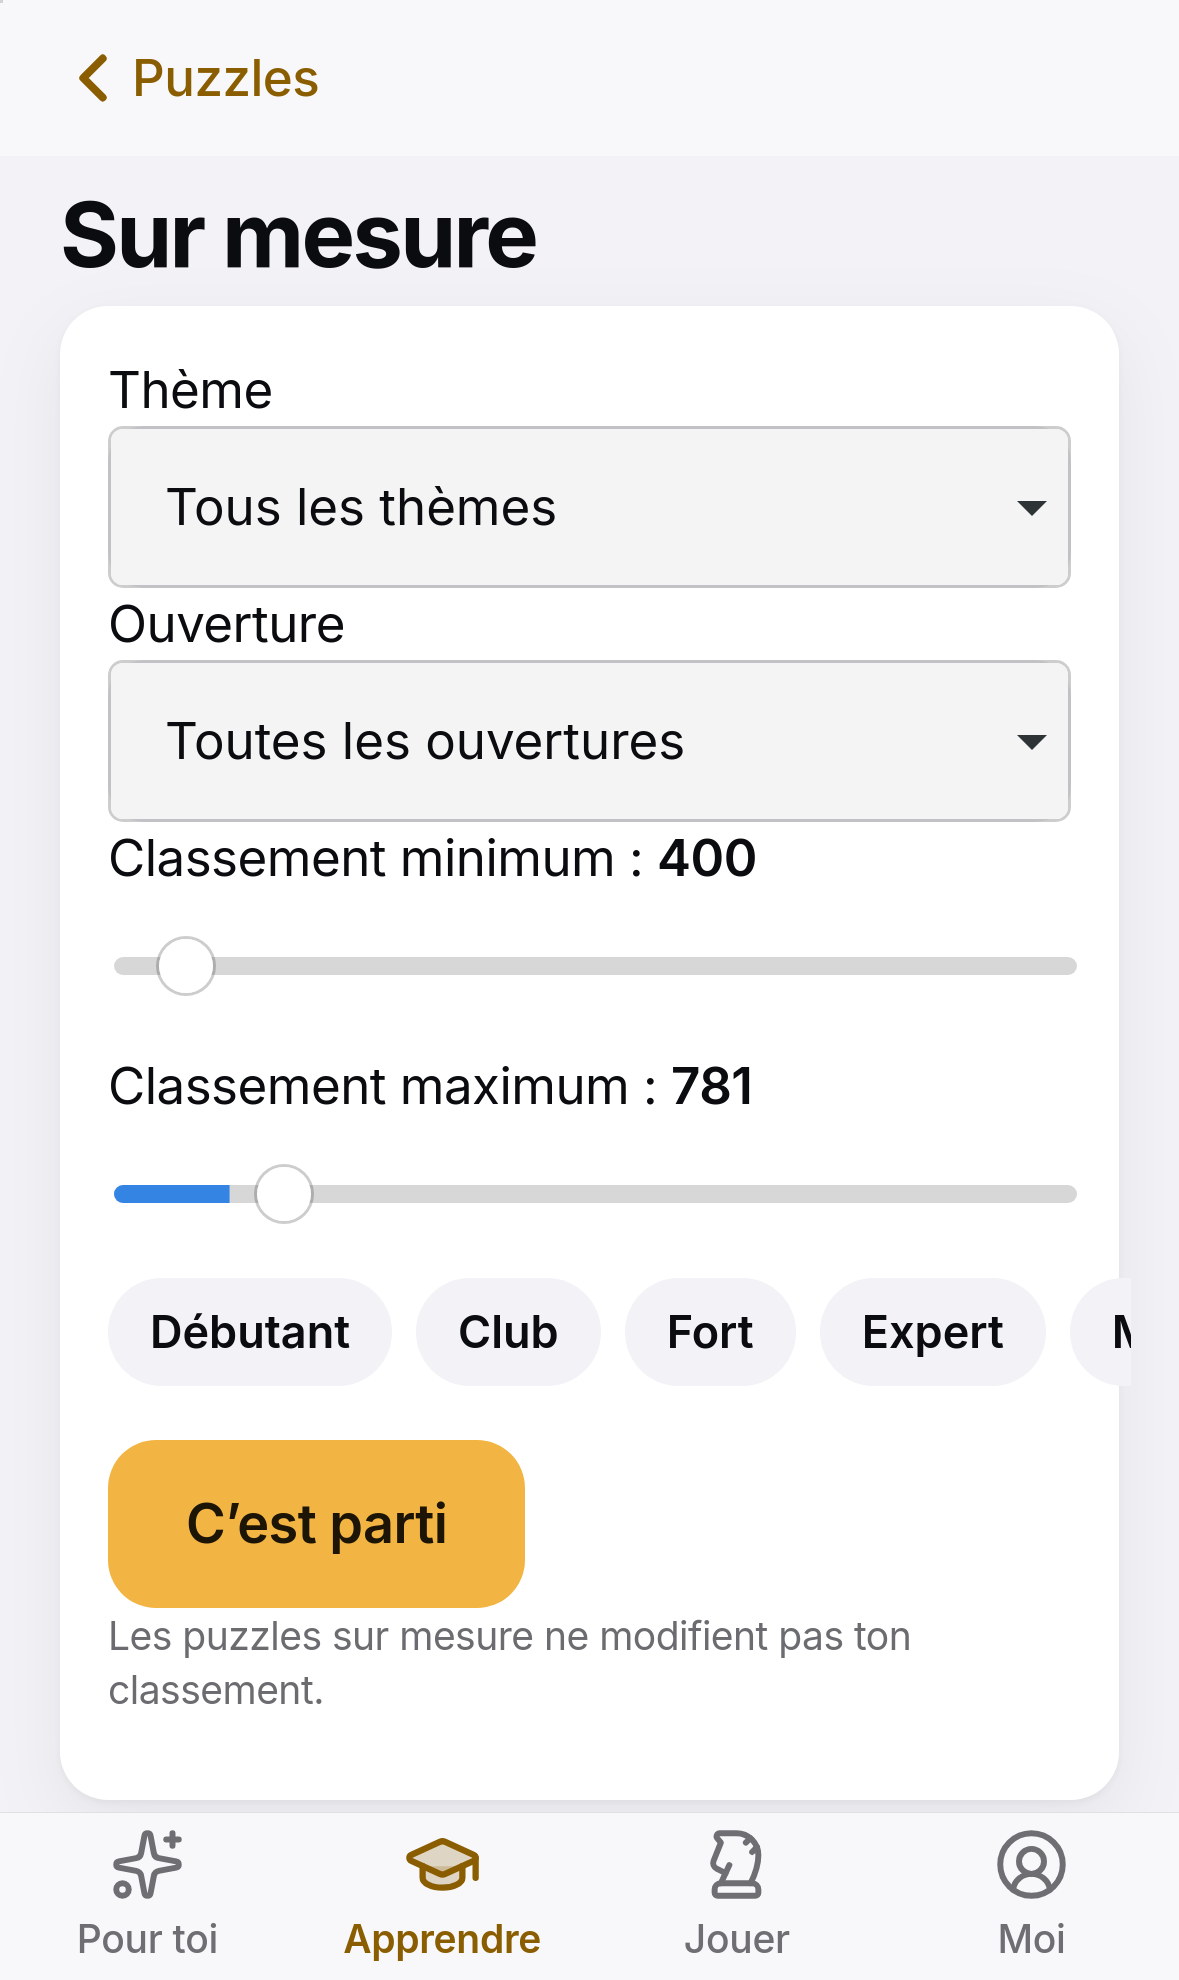 Puzzles
Sur mesure
Thème
Tous les thèmes
Ouverture
Toutes les ouvertures
Classement minimum : 400
Classement maximum : 781
Débutant Club Fort Expert
C’est parti
Les puzzles sur mesure ne modifient pas ton
classement.
Pour toi Apprendre Jouer Moi